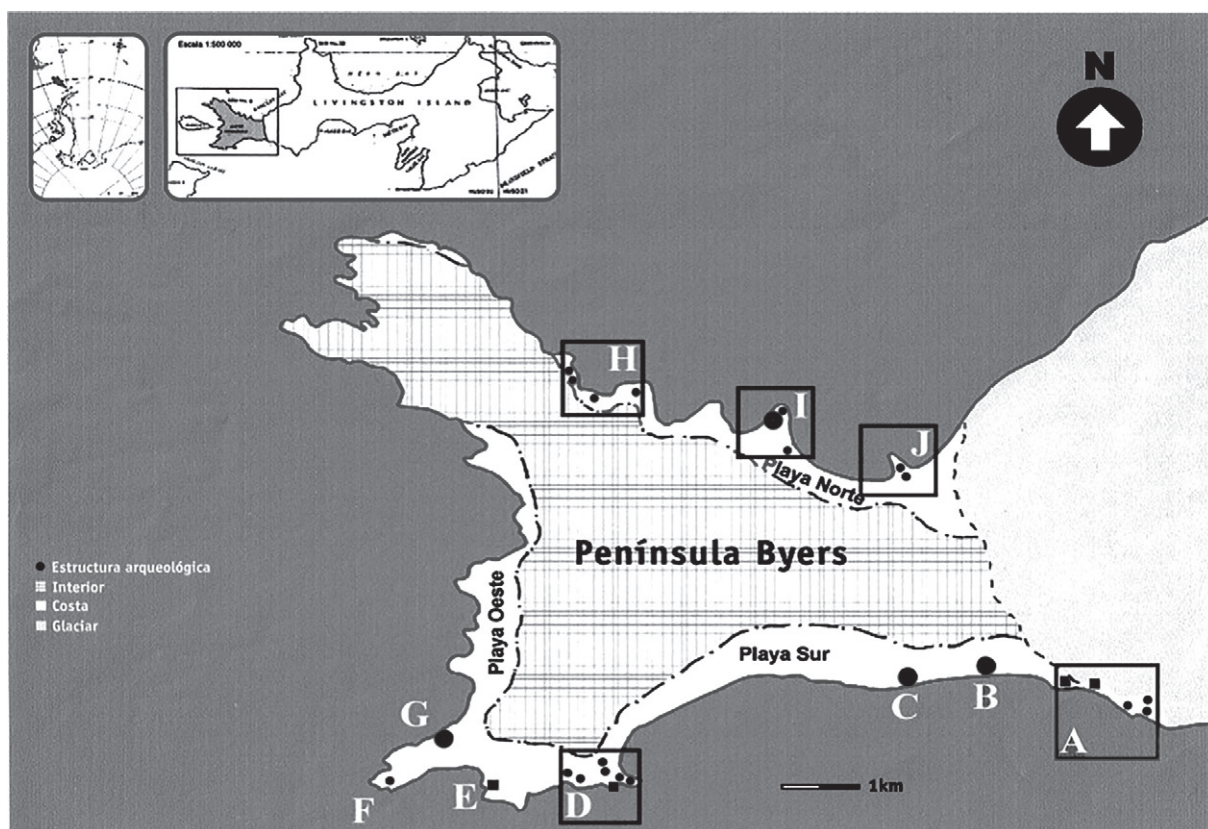 Escala 1:500 000
LIVINGSTON ISLAND
N
H
I
J
Playa Norte
Península Byers
Estructura arqueológica
Interior
Costa
Glaciar
Playa Oeste
Playa Sur
C
B
A
G
F
E
D
1km